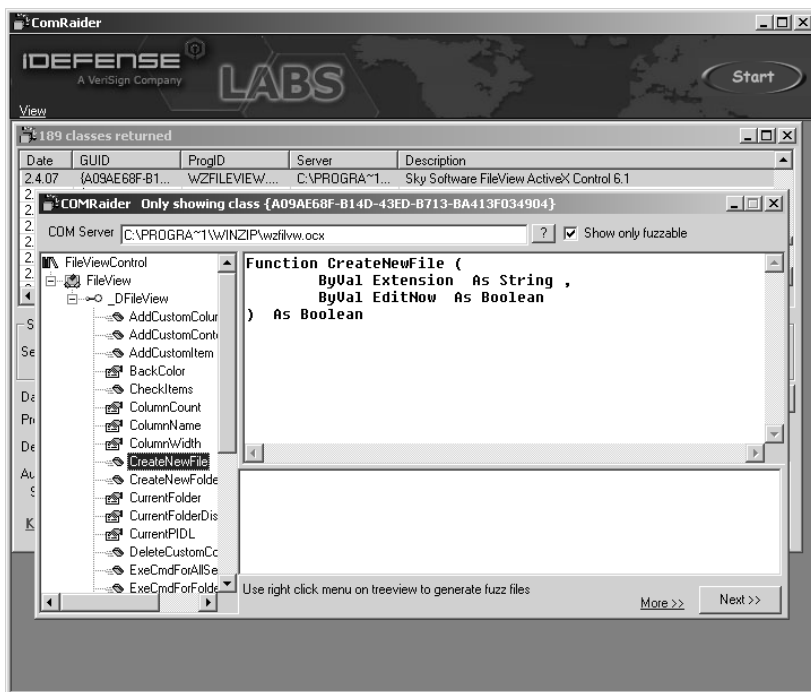 ComRaider
iDEFENSE
A VeriSign Company
LABS
Start
View
189 classes returned
Date GUID ProgID Server Description
2.4.07 {A09AE68F-B1... WZFILEVIEW.... C:\PROGRA~1... Sky Software FileView ActiveX Control 6.1
COMRaider Only showing class {A09AE68F-B14D-43ED-B713-BA413F034904}
COM Server C:\PROGRA~1\WINZIP\wzfilvw.ocx ? Show only fuzzable
FileViewControl
FileView
_DFileView
AddCustomColur
AddCustomConte
AddCustomItem
BackColor
CheckItems
ColumnCount
ColumnName
ColumnWidth
CreateNewFile
CreateNewFolde
CurrentFolder
CurrentFolderDis
CurrentPIDL
DeleteCustomCc
ExeCmdForAllSe
ExeCmdForFolde
Function CreateNewFile (
ByVal Extension As String ,
ByVal EditNow As Boolean
) As Boolean
Use right click menu on treeview to generate fuzz files
More >>
Next >>